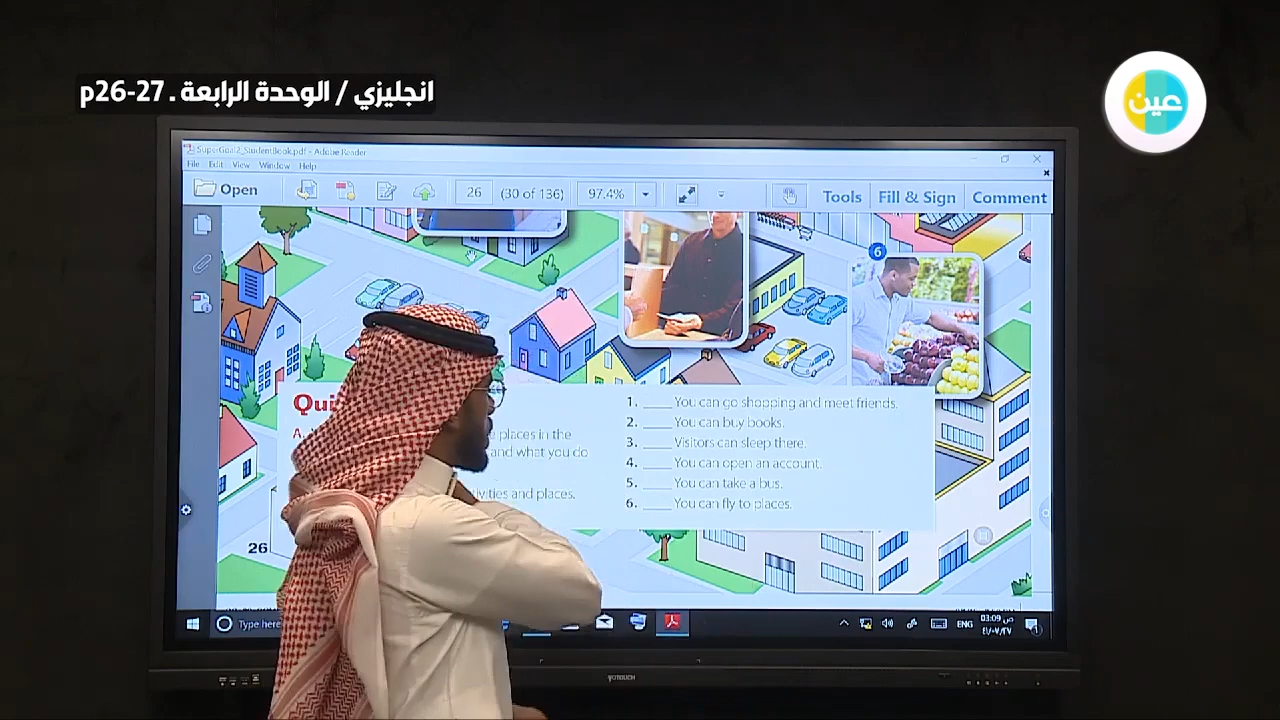 انجليزي / الوحدة الرابعة . p26-27
عين
SuperGoal2_StudentBook.pdf - Adobe Reader
File Edit View Window Help
Open
26 (30 of 136) 97.4%
Tools Fill & Sign Comment
6
Qui
A.
e places in the
and what you do
tivities and places.
1. ____ You can go shopping and meet friends.
2. ____ You can buy books.
3. ____ Visitors can sleep there.
4. ____ You can open an account.
5. ____ You can take a bus.
6. ____ You can fly to places.
26
Type here
ENG
03:09 ص
YOTOUCH